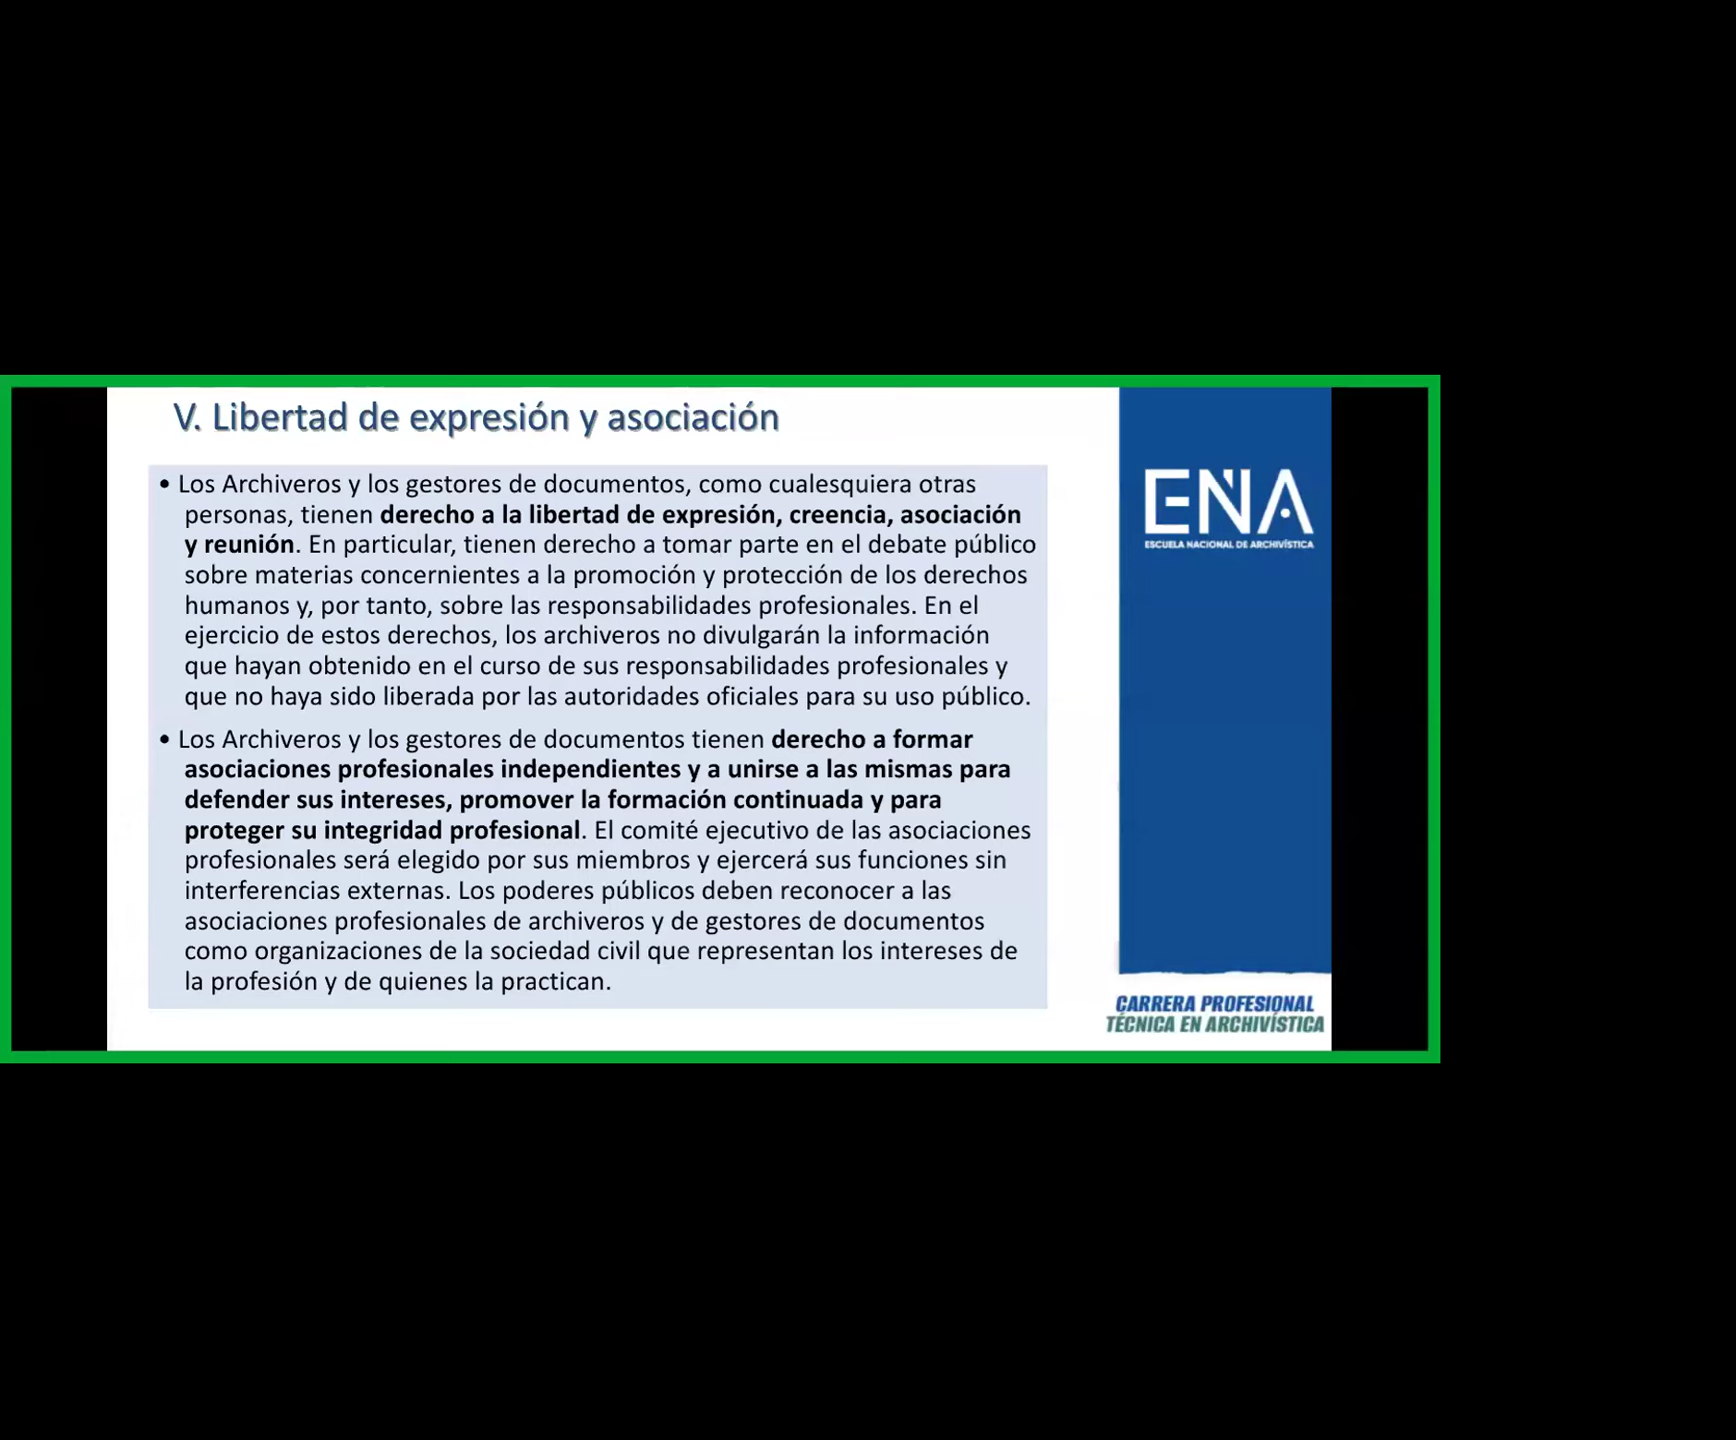 V. Libertad de expresión y asociación
• Los Archiveros y los gestores de documentos, como cualesquiera otras
personas, tienen derecho a la libertad de expresión, creencia, asociación
y reunión. En particular, tienen derecho a tomar parte en el debate público
sobre materias concernientes a la promoción y protección de los derechos
humanos y, por tanto, sobre las responsabilidades profesionales. En el
ejercicio de estos derechos, los archiveros no divulgarán la información
que hayan obtenido en el curso de sus responsabilidades profesionales y
que no haya sido liberada por las autoridades oficiales para su uso público.
• Los Archiveros y los gestores de documentos tienen derecho a formar
asociaciones profesionales independientes y a unirse a las mismas para
defender sus intereses, promover la formación continuada y para
proteger su integridad profesional. El comité ejecutivo de las asociaciones
profesionales será elegido por sus miembros y ejercerá sus funciones sin
interferencias externas. Los poderes públicos deben reconocer a las
asociaciones profesionales de archiveros y de gestores de documentos
como organizaciones de la sociedad civil que representan los intereses de
la profesión y de quienes la practican.
ENA
ESCUELA NACIONAL DE ARCHIVÍSTICA
CARRERA PROFESIONAL
TÉCNICA EN ARCHIVÍSTICA